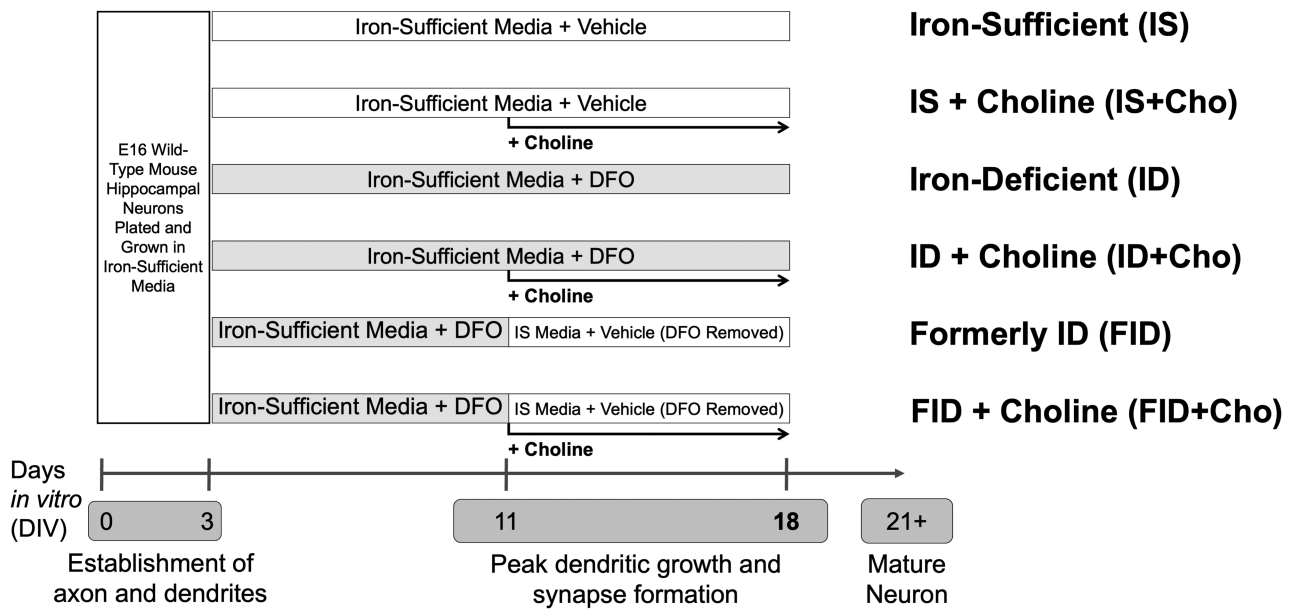 Iron-Sufficient Media + Vehicle
Iron-Sufficient (IS)
Iron-Sufficient Media + Vehicle
IS + Choline (IS+Cho)
+ Choline
E16 Wild-
Type Mouse
Hippocampal
Neurons
Plated and
Grown in
Iron-Sufficient
Media
Iron-Sufficient Media + DFO
Iron-Deficient (ID)
Iron-Sufficient Media + DFO
ID + Choline (ID+Cho)
+ Choline
Iron-Sufficient Media + DFO
IS Media + Vehicle (DFO Removed)
Formerly ID (FID)
Iron-Sufficient Media + DFO
IS Media + Vehicle (DFO Removed)
FID + Choline (FID+Cho)
+ Choline
Days
in vitro
(DIV)
0
3
11
18
21+
Establishment of
axon and dendrites
Peak dendritic growth and
synapse formation
Mature
Neuron